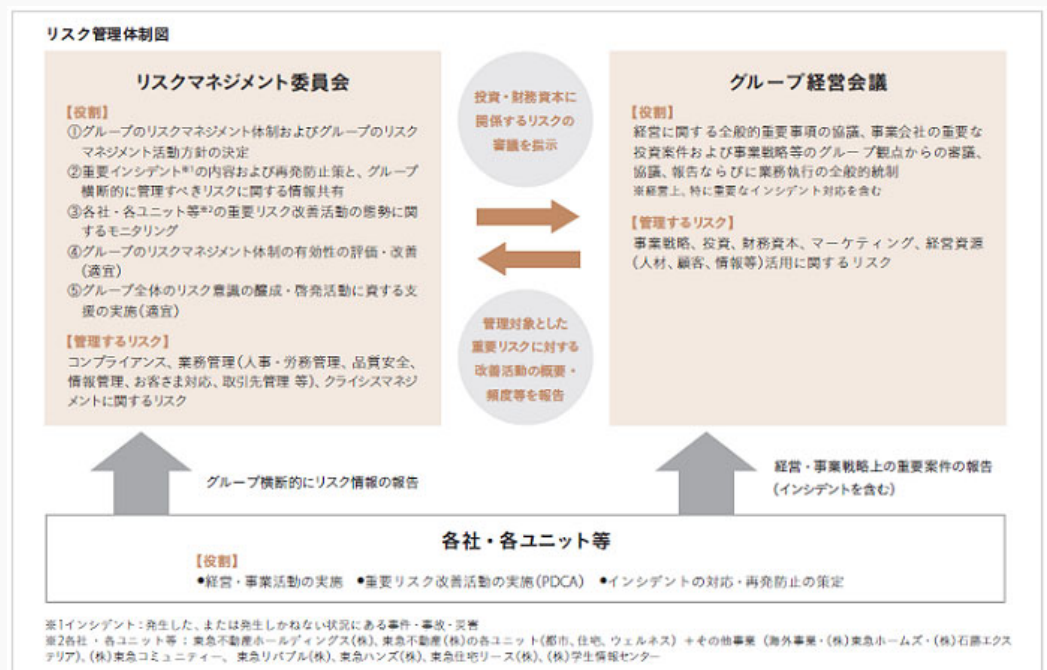 リスク管理体制図
リスクマネジメント委員会
【役割】
①グループのリスクマネジメント体制およびグループのリスク
マネジメント活動方針の決定
②重要インシデント※1の内容および再発防止策と、グループ
横断的に管理すべきリスクに関する情報共有
③各社・各ユニット等※2の重要リスク改善活動の態勢に関
するモニタリング
④グループのリスクマネジメント体制の有効性の評価・改善
(適宜)
⑤グループ全体のリスク意識の醸成・啓発活動に資する支
援の実施(適宜)
【管理するリスク】
コンプライアンス、業務管理(人事・労務管理、品質安全、
情報管理、お客さま対応、取引先管理 等)、クライシスマネジ
メントに関するリスク
投資・財務資本に
関係するリスクの
審議を指示
管理対象とした
重要リスクに対する
改善活動の概要・
頻度等を報告
グループ経営会議
【役割】
経営に関する全般的重要事項の協議、事業会社の重要な
投資案件および事業戦略等のグループ観点からの審議、
協議、報告ならびに業務執行の全般的統制
※経営上、特に重要なインシデント対応を含む
【管理するリスク】
事業戦略、投資、財務資本、マーケティング、経営資源
(人材、顧客、情報等)活用に関するリスク
グループ横断的にリスク情報の報告
経営・事業戦略上の重要案件の報告
(インシデントを含む)
各社・各ユニット等
【役割】
●経営・事業活動の実施 ●重要リスク改善活動の実施(PDCA) ●インシデントの対応・再発防止の策定
※1インシデント：発生した、または発生しかねない状況にある事件・事故・災害
※2各社・各ユニット等：東急不動産ホールディングス(株)、東急不動産(株)の各ユニット(都市、住宅、ウェルネス) +その他事業 (海外事業・(株)東急ホームズ・(株)石勝エクス
テリア)、(株)東急コミュニティー、東急リバブル(株)、東急ハンズ(株)、東急住宅リース(株)、(株)学生情報センター